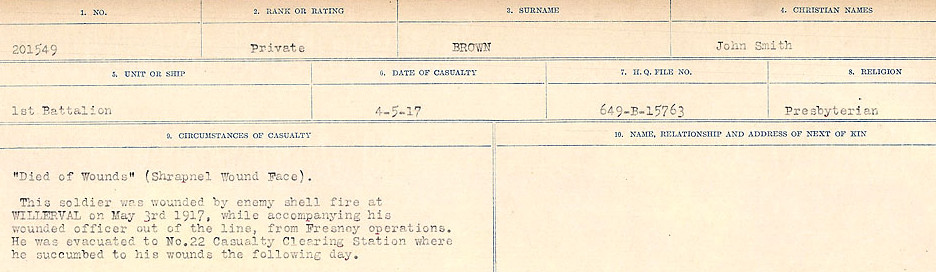 1. NO. 2. RANK OR RATING 3. SURNAME 4. CHRISTIAN NAMES
201549 Private BROWN John Smith
5. UNIT OR SHIP 6. DATE OF CASUALTY 7. H. Q. FILE NO. 8. RELIGION
1st Battalion 4-5-17 649-B-15763 Presbyterian
9. CIRCUMSTANCES OF CASUALTY 10. NAME, RELATIONSHIP AND ADDRESS OF NEXT OF KIN
"Died of Wounds" (Shrapnel Wound Face).
This soldier was wounded by enemy shell fire at
WILLERVAL on May 3rd 1917, while accompanying his
wounded officer out of the line, from Fresnoy operations.
He was evacuated to No.22 Casualty Clearing Station where
he succumbed to his wounds the following day.